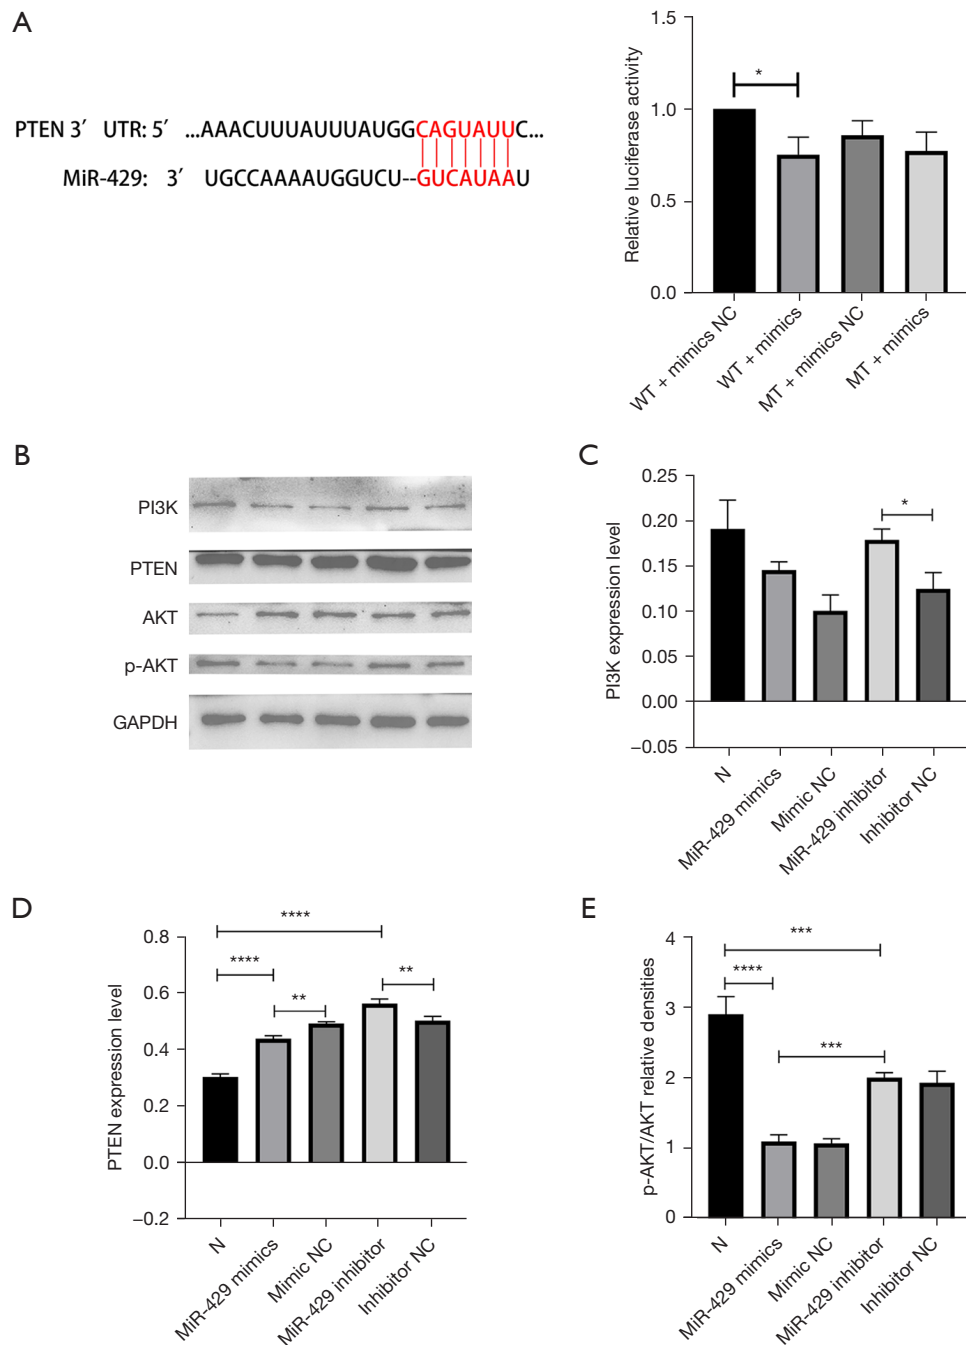 A
PTEN 3′ UTR: 5′ ...AAACUUUAUUUAUGGCAGUAUUC...
MiR-429: 3′ UGCCAAAAUGGUCU--GUCAUAAU
Relative luciferase activity
1.5
1.0
0.5
0.0
*
WT + mimics NC
WT + mimics
MT + mimics NC
MT + mimics
B
PI3K
PTEN
AKT
p-AKT
GAPDH
C
PI3K expression level
0.25
0.20
0.15
0.10
0.05
0.00
−0.05
*
N
MiR-429 mimics
Mimic NC
MiR-429 inhibitor
Inhibitor NC
D
PTEN expression level
0.8
0.6
0.4
0.2
0.0
−0.2
****
****
**
**
N
MiR-429 mimics
Mimic NC
MiR-429 inhibitor
Inhibitor NC
E
p-AKT/AKT relative densities
4
3
2
1
0
***
****
***
N
MiR-429 mimics
Mimic NC
MiR-429 inhibitor
Inhibitor NC